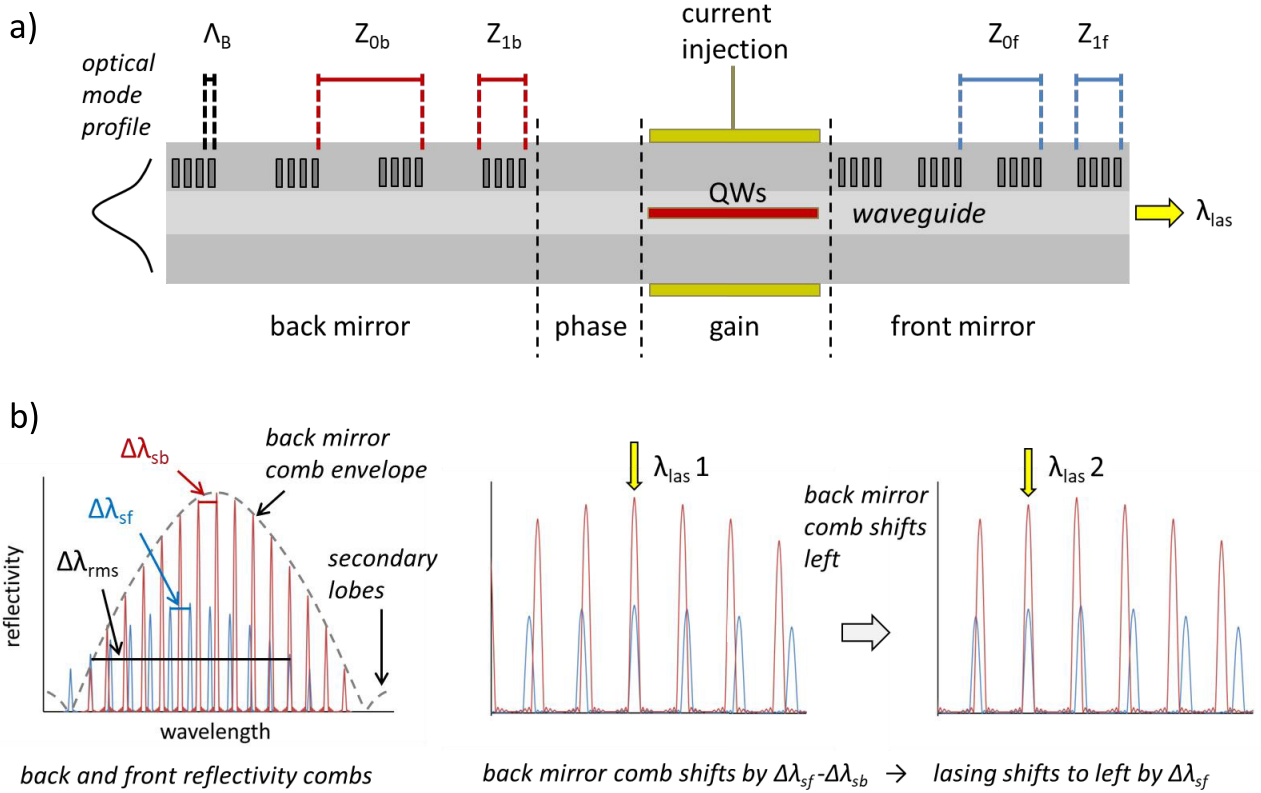 a)
optical
mode
profile
Λ_B
Z_0b
Z_1b
current
injection
Z_0f
Z_1f
QWs
waveguide
λ_las
back mirror
phase
gain
front mirror
b)
Δλ_sb
back mirror
comb envelope
Δλ_sf
Δλ_rms
secondary
lobes
reflectivity
wavelength
back and front reflectivity combs
λ_las 1
back mirror
comb shifts
left
λ_las 2
back mirror comb shifts by Δλ_sf-Δλ_sb → lasing shifts to left by Δλ_sf